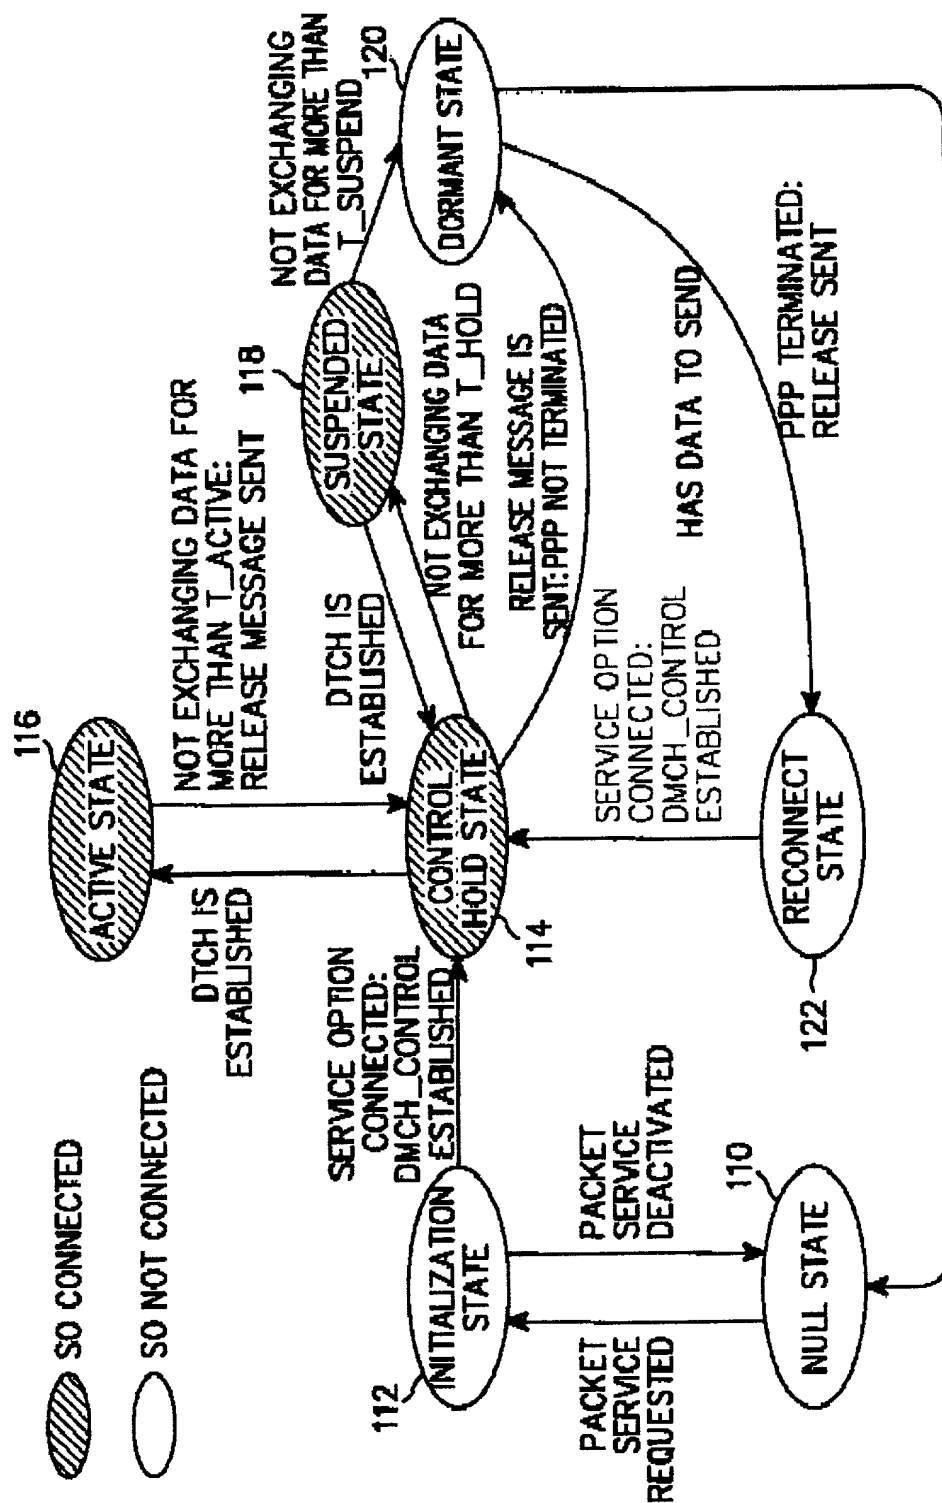 SO CONNECTED
SO NOT CONNECTED
116
ACTIVE STATE
DTCH IS
ESTABLISHED
NOT EXCHANGING DATA FOR
MORE THAN T_ACTIVE:
RELEASE MESSAGE SENT
118
SUSPENDED
STATE
NOT EXCHANGING
DATA FOR MORE THAN
T_SUSPEND
120
DORMANT STATE
SERVICE OPTION
CONNECTED:
DMCH_CONTROL
ESTABLISHED
112
INITIALIZATION
STATE
CONTROL
HOLD STATE
114
DTCH IS
ESTABLISHED
NOT EXCHANGING DATA
FOR MORE THAN T_HOLD
RELEASE MESSAGE IS
SENT:PPP NOT TERMINATED
PACKET
SERVICE
REQUESTED
PACKET
SERVICE
DEACTIVATED
SERVICE OPTION
CONNECTED:
DMCH_CONTROL
ESTABLISHED
HAS DATA TO SEND
PPP TERMINATED:
RELEASE SENT
110
NULL STATE
122
RECONNECT
STATE